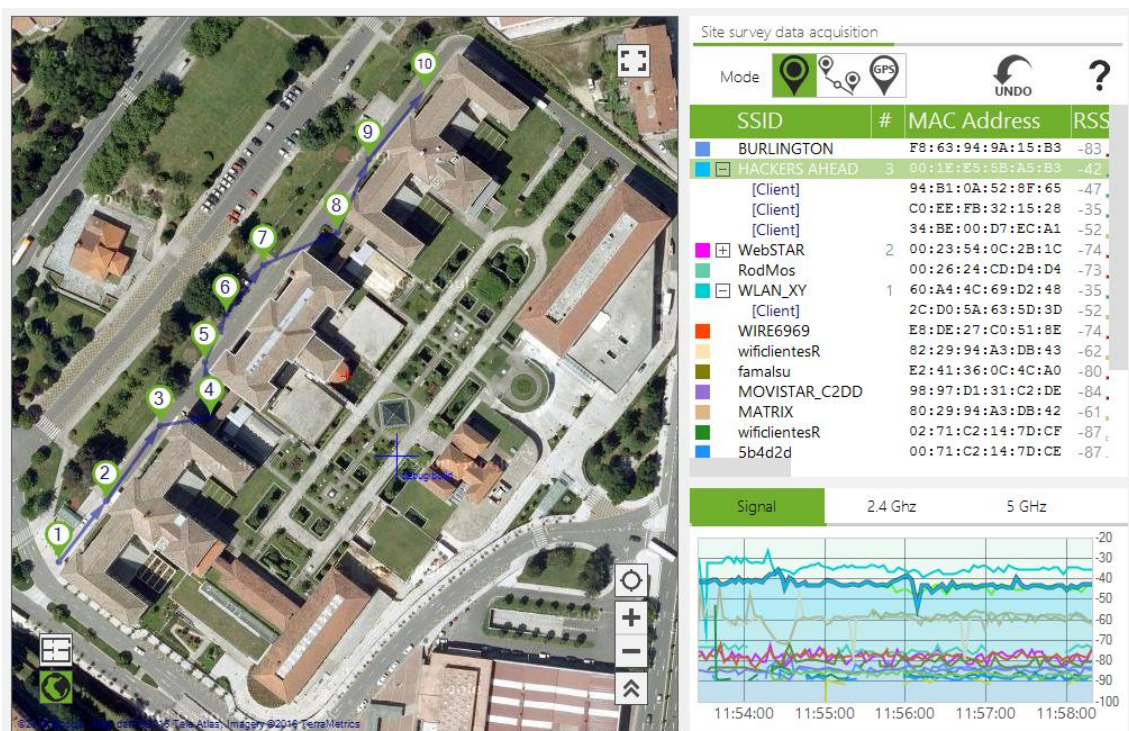 Site survey data acquisition
Mode GPS UNDO ?
SSID # MAC Address RSS
BURLINGTON F8:63:94:9A:15:B3 -83
HACKERS AHEAD 3 00:1E:E5:5B:A5:B3 -42
[Client] 94:B1:0A:52:8F:65 -47
[Client] C0:EE:FB:32:15:28 -35
[Client] 34:BE:00:D7:EC:A1 -52
WebSTAR 2 00:23:54:0C:2B:1C -74
RodMos 00:26:24:CD:D4:D4 -73
WLAN_XY 1 60:A4:4C:69:D2:48 -35
[Client] 2C:D0:5A:63:5D:3D -52
WIRE6969 E8:DE:27:C0:51:8E -74
wificlientesR 82:29:94:A3:DB:43 -62
famalsu E2:41:36:0C:4C:A0 -80
MOVISTAR_C2DD 98:97:D1:31:C2:DE -84
MATRIX 80:29:94:A3:DB:42 -61
wificlientesR 02:71:C2:14:7D:CF -87
5b4d2d 00:71:C2:14:7D:CE -87
Signal 2.4 Ghz 5 GHz
-20
-30
-40
-50
-60
-70
-80
-90
-100
11:54:00 11:55:00 11:56:00 11:57:00 11:58:00
10
9
8
7
6
5
4
3
2
1
debug build
Tele Atlas, Imagery ©2016 TerraMetrics